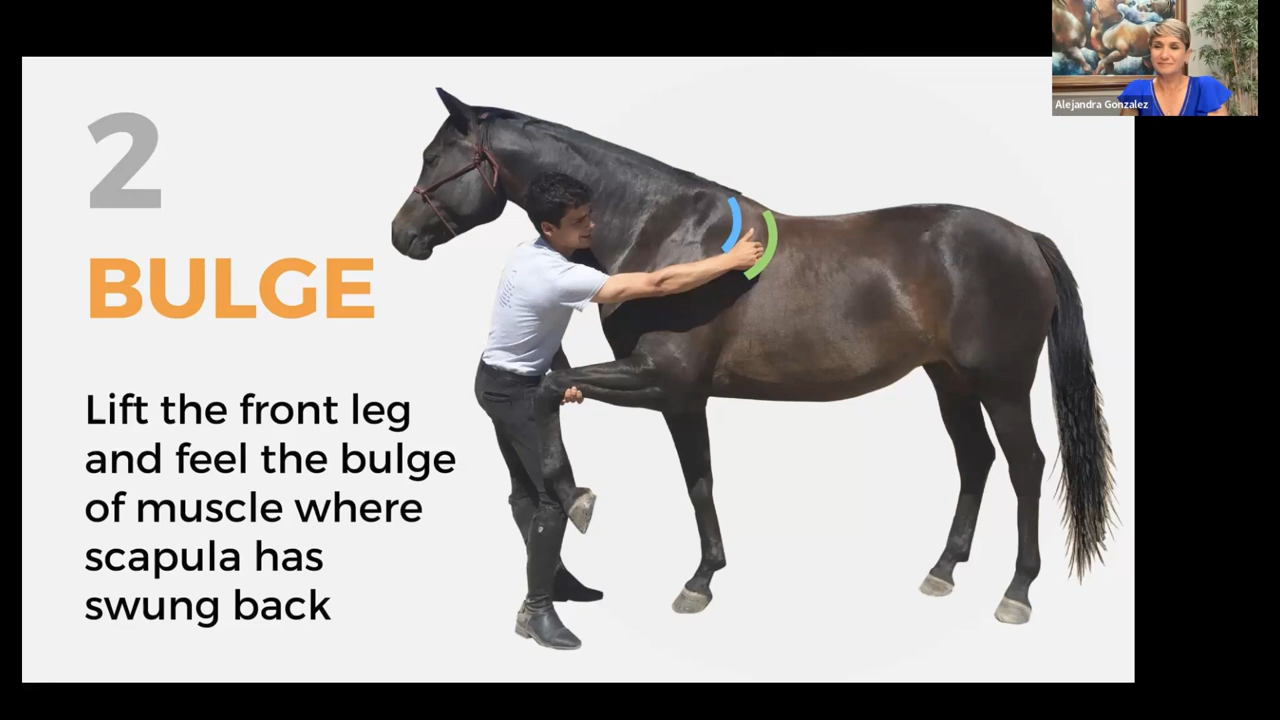 Alejandra Gonzalez
2
BULGE
Lift the front leg
and feel the bulge
of muscle where
scapula has
swung back